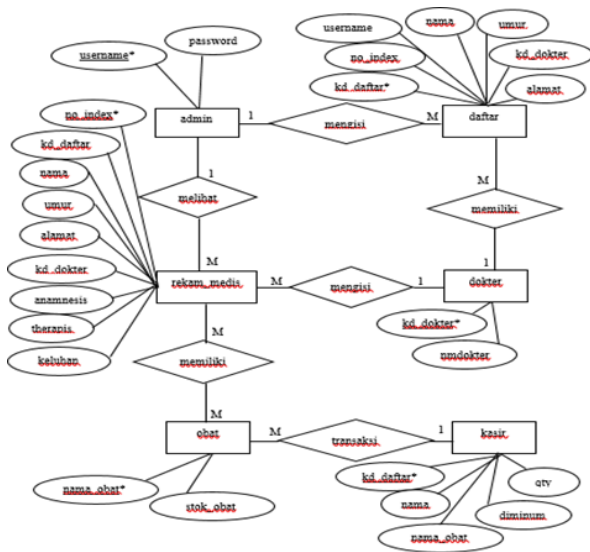 nama
umur
username
password
username*
no_index
kd_dokter
kd_daftar*
alamat
no_index*
admin
1
mengisi
M
daftar
kd_daftar
1
M
nama
melihat
memiliki
umur
alamat
M
1
kd_dokter
rekam_medis
M
mengisi
1
dokter
anamnesis
therapis
M
kd_dokter*
keluhan
memiliki
nmdokter
M
obat
M
transaksi
1
kasir
nama_obat*
kd_daftar*
qty
stok_obat
nama
diminum
nama_obat